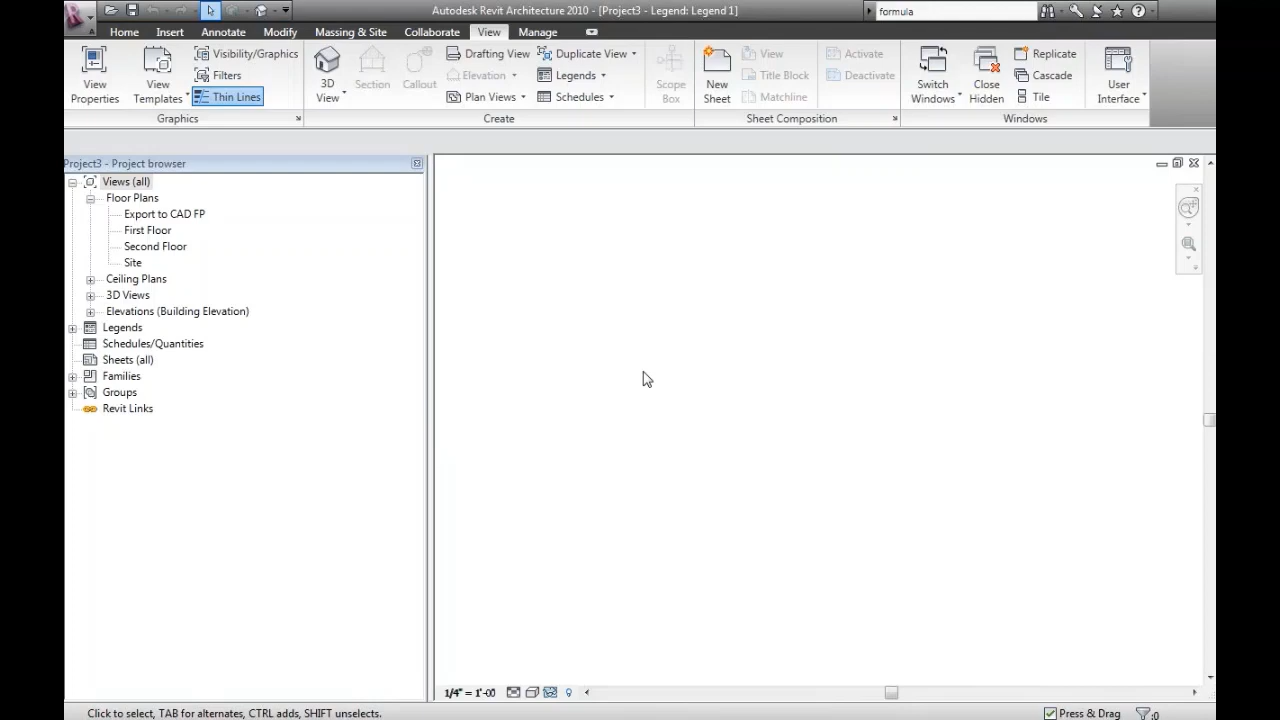 Autodesk Revit Architecture 2010 - [Project3 - Legend: Legend 1]
formula
Home Insert Annotate Modify Massing & Site Collaborate View Manage
View Properties
View Templates
Visibility/Graphics
Filters
Thin Lines
3D View
Section
Callout
Drafting View
Elevation
Plan Views
Duplicate View
Legends
Schedules
Scope Box
New Sheet
View
Title Block
Matchline
Activate
Deactivate
Switch Windows
Close Hidden
Replicate
Cascade
Tile
User Interface
Graphics Create Sheet Composition Windows
Project3 - Project browser
Views (all)
Floor Plans
Export to CAD FP
First Floor
Second Floor
Site
Ceiling Plans
3D Views
Elevations (Building Elevation)
Legends
Schedules/Quantities
Sheets (all)
Families
Groups
Revit Links
1/4" = 1'-00
Click to select, TAB for alternates, CTRL adds, SHIFT unselects.
Press & Drag
:0